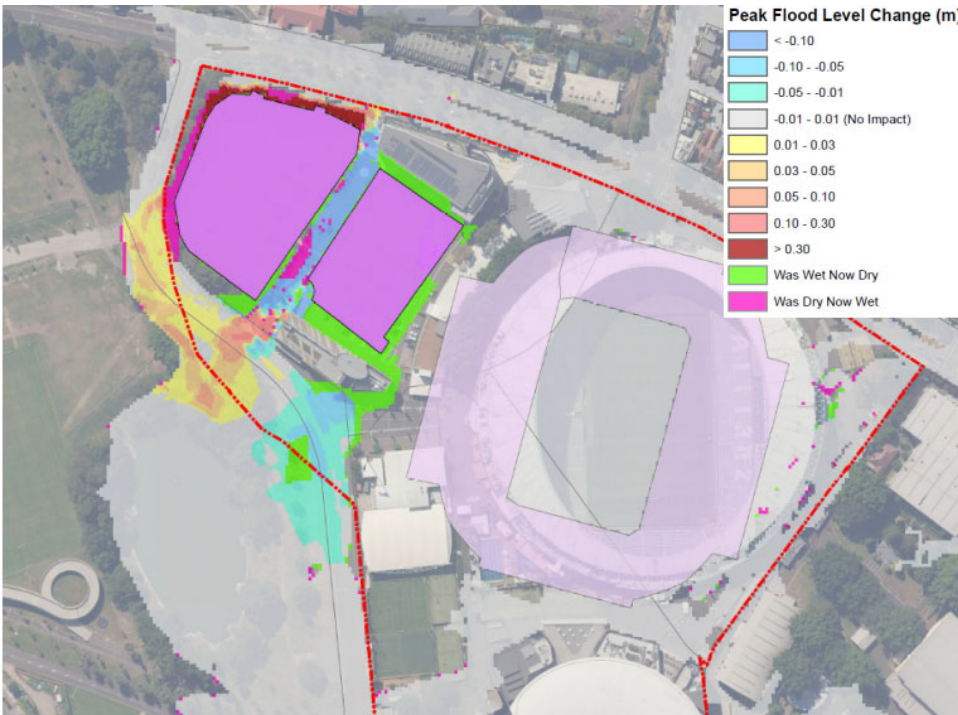 Peak Flood Level Change (m)
< -0.10
-0.10 - -0.05
-0.05 - -0.01
-0.01 - 0.01 (No Impact)
0.01 - 0.03
0.03 - 0.05
0.05 - 0.10
0.10 - 0.30
> 0.30
Was Wet Now Dry
Was Dry Now Wet